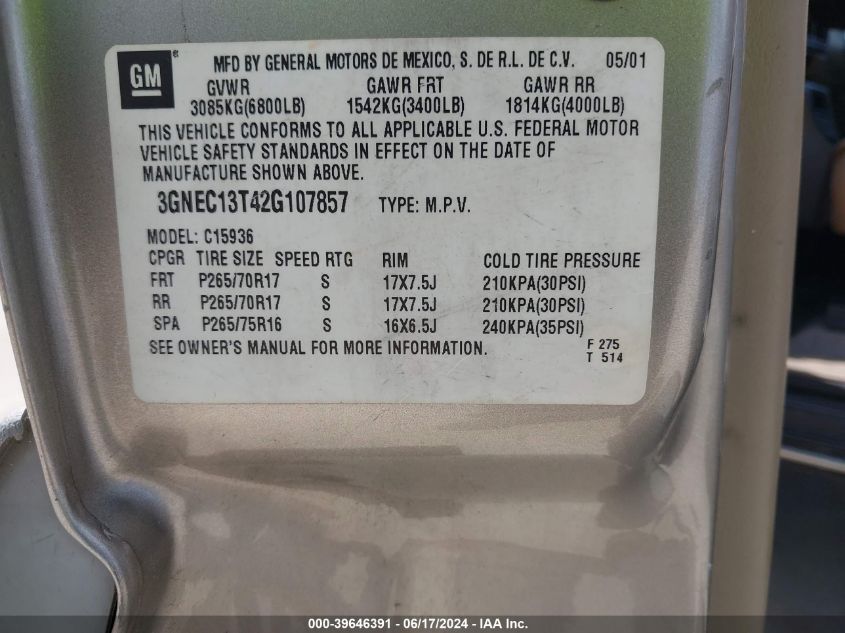 GM ® MFD BY GENERAL MOTORS DE MEXICO, S. DE R.L. DE C.V. 05/01
GVWR GAWR FRT GAWR RR
3085KG(6800LB) 1542KG(3400LB) 1814KG(4000LB)
THIS VEHICLE CONFORMS TO ALL APPLICABLE U.S. FEDERAL MOTOR
VEHICLE SAFETY STANDARDS IN EFFECT ON THE DATE OF
MANUFACTURE SHOWN ABOVE.
3GNEC13T42G107857 TYPE: M.P.V.
MODEL: C15936
CPGR TIRE SIZE SPEED RTG RIM COLD TIRE PRESSURE
FRT P265/70R17 S 17X7.5J 210KPA(30PSI)
RR P265/70R17 S 17X7.5J 210KPA(30PSI)
SPA P265/75R16 S 16X6.5J 240KPA(35PSI)
SEE OWNER'S MANUAL FOR MORE INFORMATION. F 275
T 514
000-39646391 - 06/17/2024 - IAA Inc.